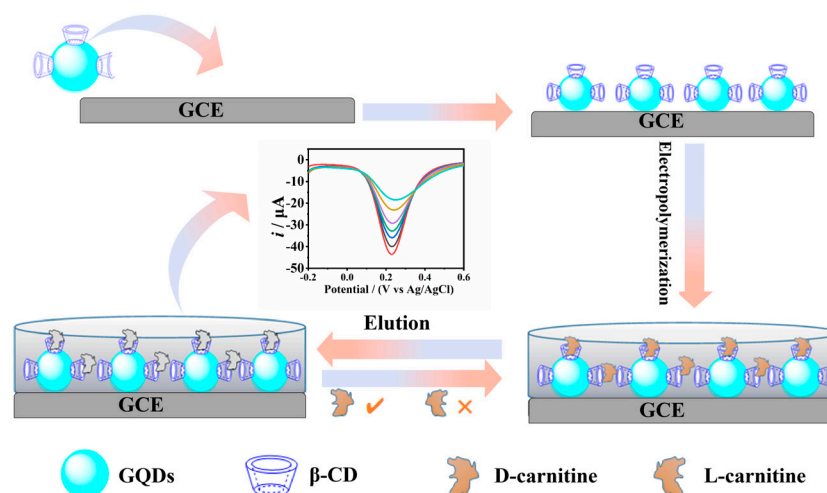 GCE
GCE
Electropolymerization
0
-10
-20
-30
-40
-50
i / μA
-0.2 0.0 0.2 0.4 0.6
Potential / (V vs Ag/AgCl)
Elution
GCE
GCE
GQDs
β-CD
D-carnitine
L-carnitine